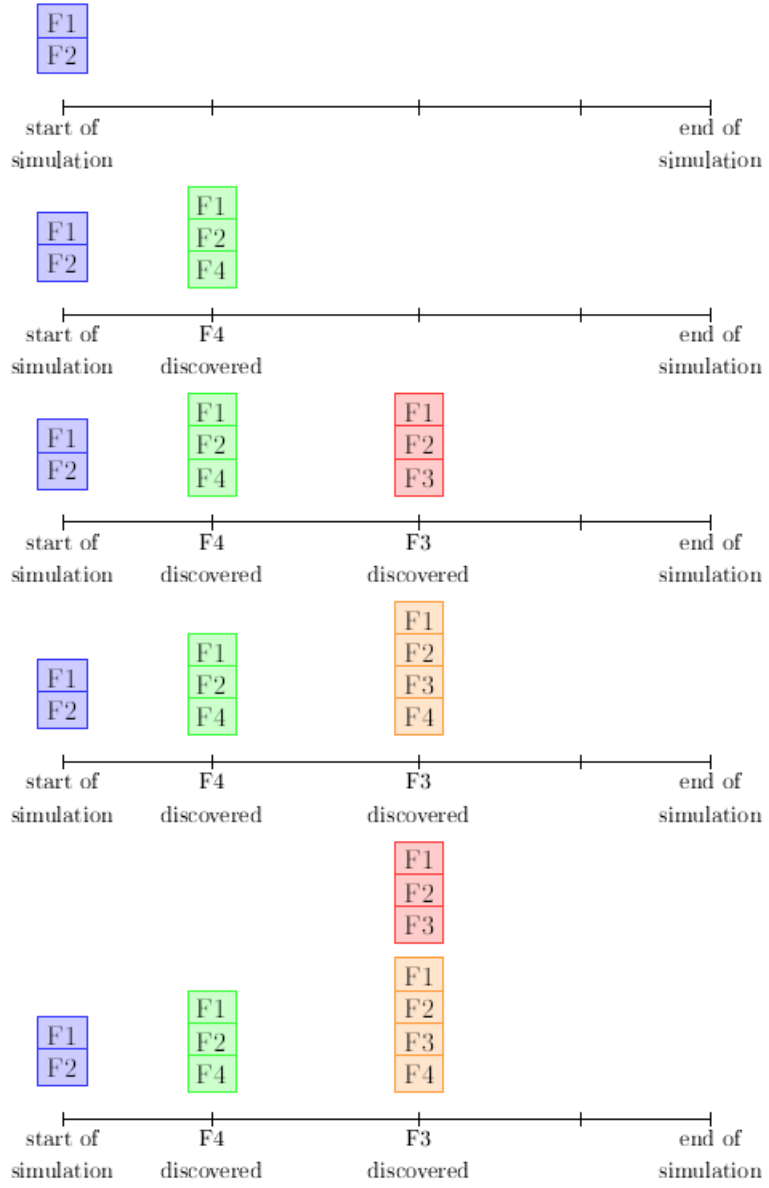 F1
F2
start of
simulation
end of
simulation
F1
F2
F1
F2
F4
start of
simulation
F4
discovered
end of
simulation
F1
F2
F1
F2
F4
F1
F2
F3
start of
simulation
F4
discovered
F3
discovered
end of
simulation
F1
F2
F1
F2
F4
F1
F2
F3
F4
start of
simulation
F4
discovered
F3
discovered
end of
simulation
F1
F2
F3
F1
F2
F1
F2
F4
F1
F2
F3
F4
start of
simulation
F4
discovered
F3
discovered
end of
simulation